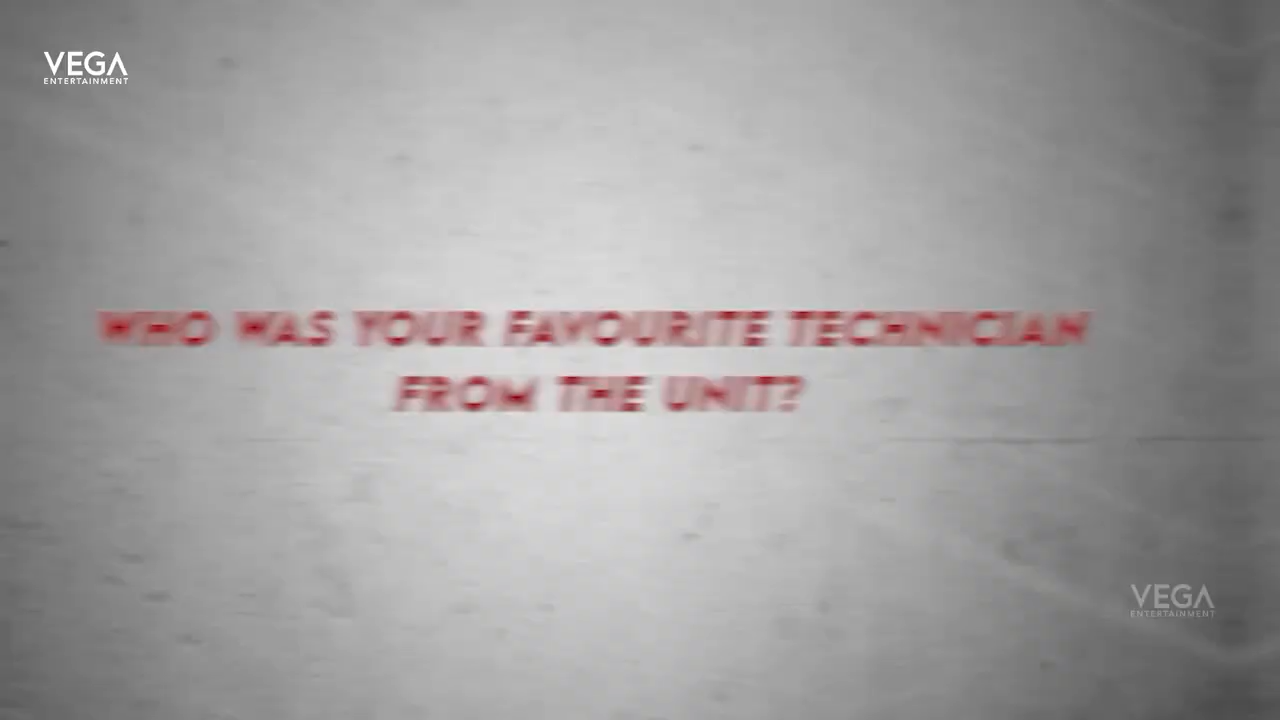 VEGA
ENTERTAINMENT
WHO WAS YOUR FAVOURITE TECHNICIAN
FROM THE UNIT?
VEGA
ENTERTAINMENT